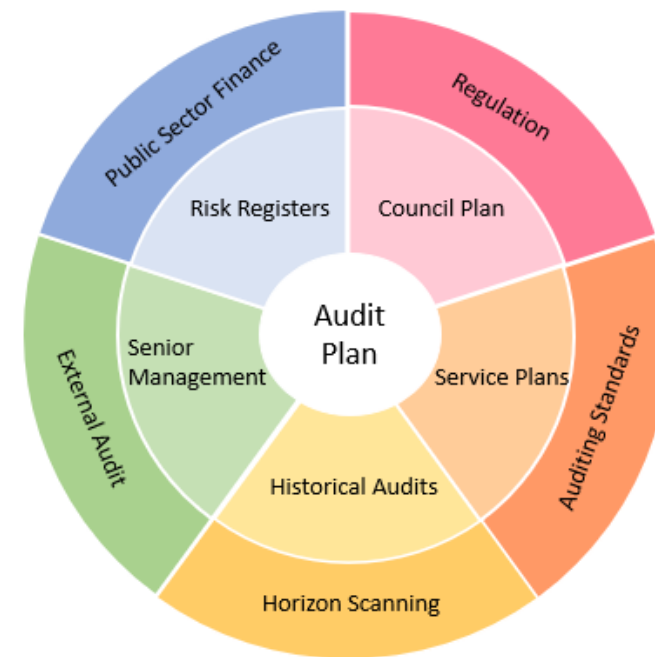 Public Sector Finance
Regulation
Risk Registers
Council Plan
Audit
Plan
Senior
Management
Service Plans
External Audit
Auditing Standards
Historical Audits
Horizon Scanning